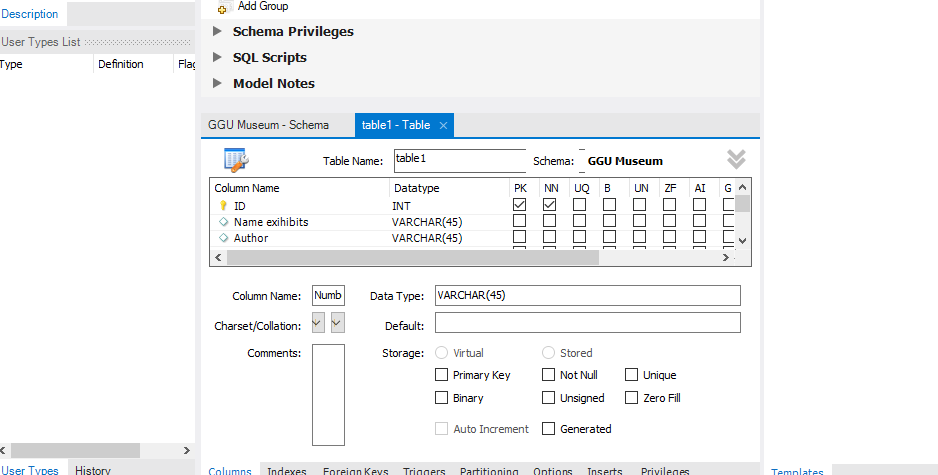 Add Group
Description
Schema Privileges
User Types List
SQL Scripts
Type Definition Flag
Model Notes
GGU Museum - Schema table1 - Table
Table Name: table1 Schema: GGU Museum
Column Name Datatype PK NN UQ B UN ZF AI G
ID INT
Name exhibits VARCHAR(45)
Author VARCHAR(45)
Column Name: Numb Data Type: VARCHAR(45)
Charset/Collation: Default:
Comments: Storage: Virtual Stored
Primary Key Not Null Unique
Binary Unsigned Zero Fill
Auto Increment Generated
User Types History
Columns Indexes Foreign Keys Triggers Partitioning Options Inserts Privileges
Templates